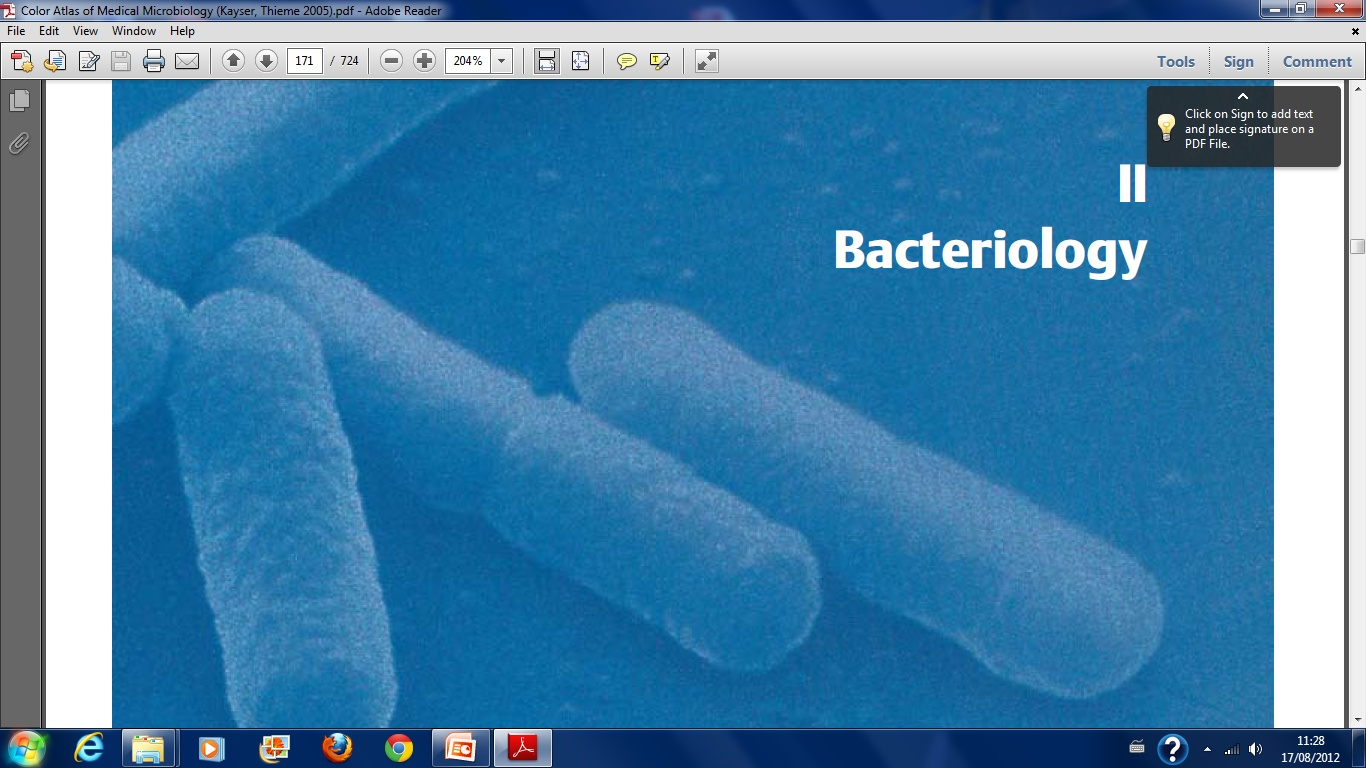 Color Atlas of Medical Microbiology (Kayser, Thieme 2005).pdf - Adobe Reader
File Edit View Window Help
171 / 724 204% Tools Sign Comment
Click on Sign to add text
and place signature on a
PDF File.
II
Bacteriology
11:28
17/08/2012